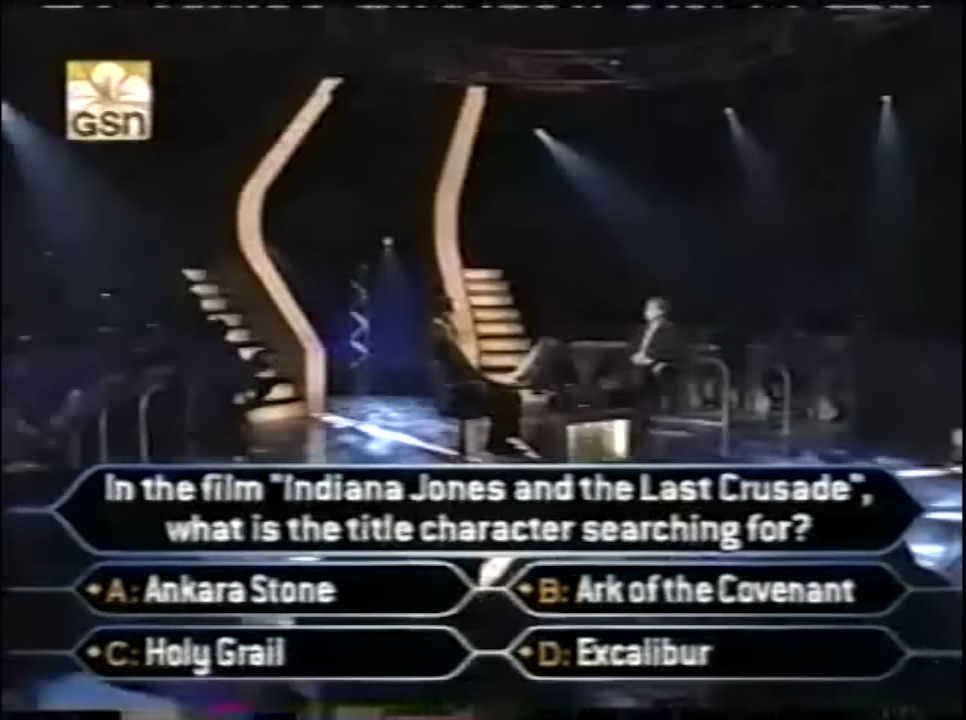 GSN
In the film "Indiana Jones and the Last Crusade",
what is the title character searching for?
A: Ankara Stone
B: Ark of the Covenant
C: Holy Grail
D: Excalibur